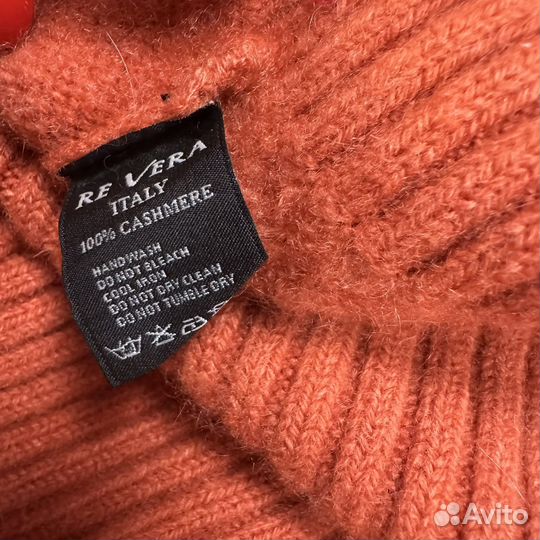 RE VERA
ITALY
100% CASHMERE
HANDWASH
DO NOT BLEACH
COOL IRON
DO NOT DRY CLEAN
DO NOT TUMBLE DRY
Avito